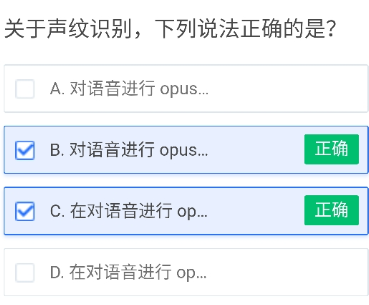 关于声纹识别，下列说法正确的是？
A. 对语音进行 opus...
B. 对语音进行 opus...
正确
C. 在对语音进行 op...
正确
D. 在对语音进行 op...